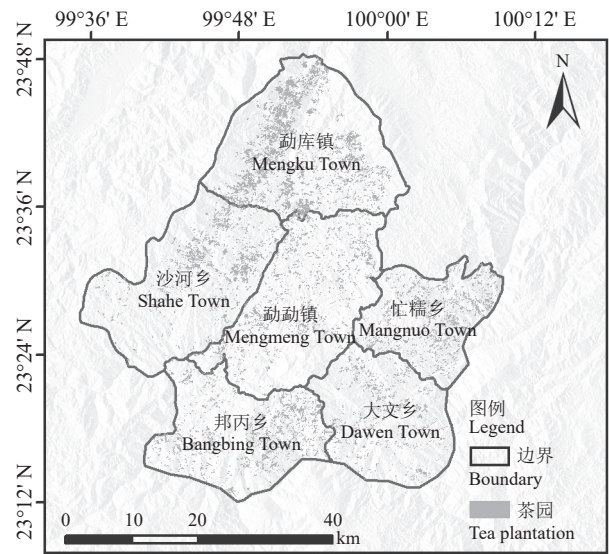 99°36' E 99°48' E 100°00' E 100°12' E
23°48' N
23°36' N
23°24' N
23°12' N
N
勐库镇
Mengku Town
沙河乡
Shahe Town
勐勐镇
Mengmeng Town
忙糯乡
Mangnuo Town
邦丙乡
Bangbing Town
大文乡
Dawen Town
图例
Legend
边界
Boundary
茶园
Tea plantation
0 10 20 40
km